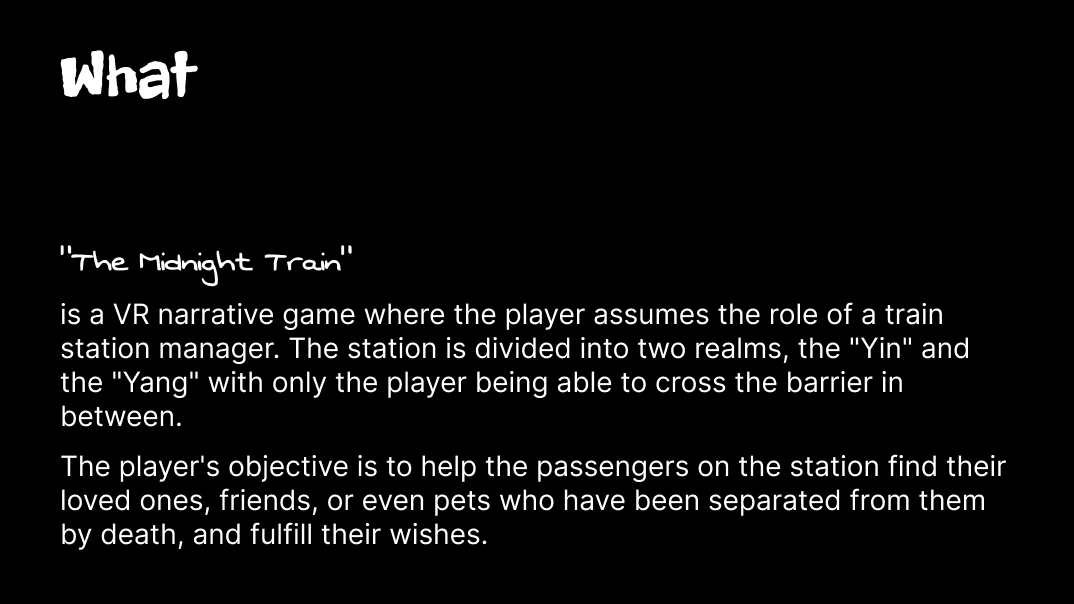 What
"The Midnight Train"
is a VR narrative game where the player assumes the role of a train
station manager. The station is divided into two realms, the "Yin" and
the "Yang" with only the player being able to cross the barrier in
between.
The player's objective is to help the passengers on the station find their
loved ones, friends, or even pets who have been separated from them
by death, and fulfill their wishes.